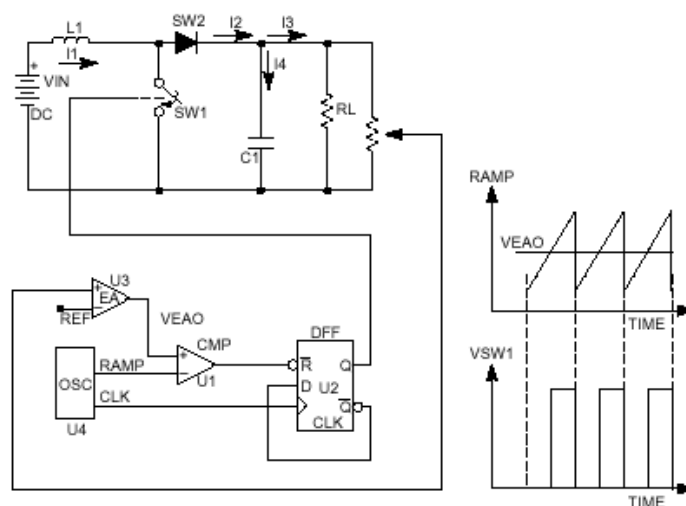 L1
SW2
I2
I3
I1
I4
+
VIN
DC
SW1
C1
RL
U3
+
EA
−
REF
VEAO
CMP
+
−
U1
RAMP
OSC
CLK
U4
DFF
R
Q
D
U2
Q
CLK
RAMP
VEAO
TIME
VSW1
TIME